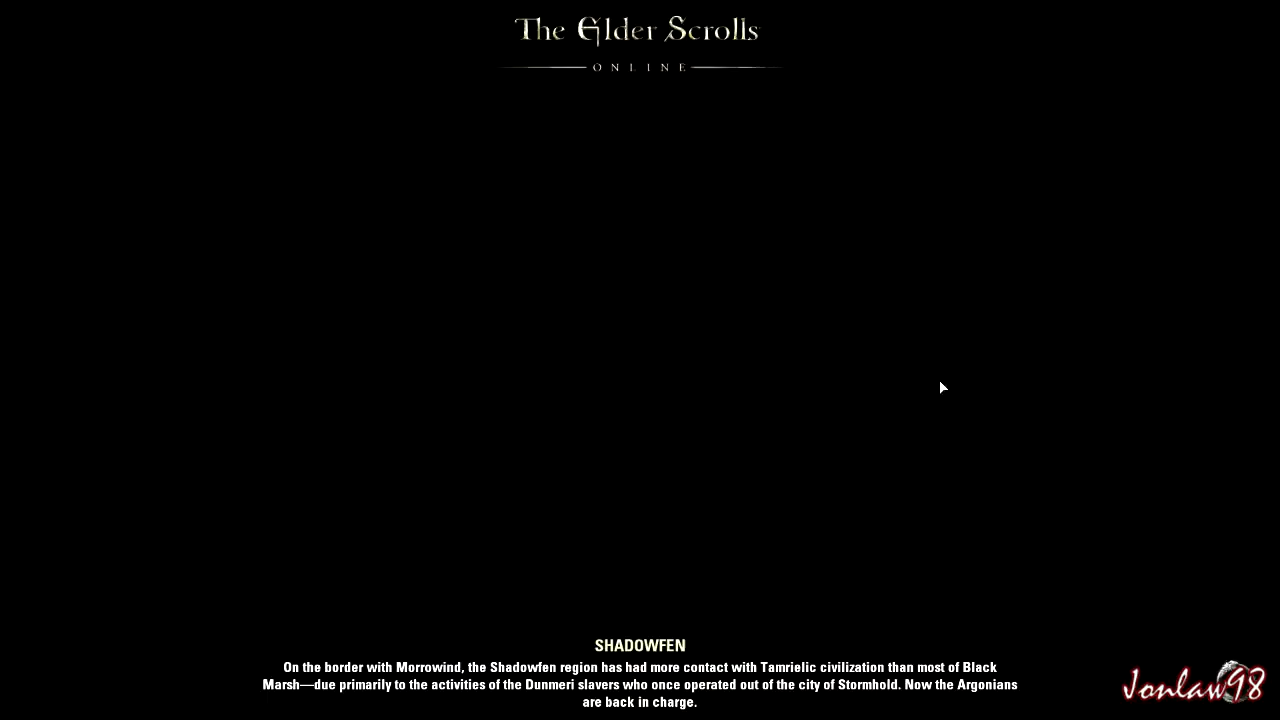 The Elder Scrolls
ONLINE
SHADOWFEN
On the border with Morrowind, the Shadowfen region has had more contact with Tamrielic civilization than most of Black
Marsh—due primarily to the activities of the Dunmeri slavers who once operated out of the city of Stormhold. Now the Argonians
are back in charge.
Jonlaw98